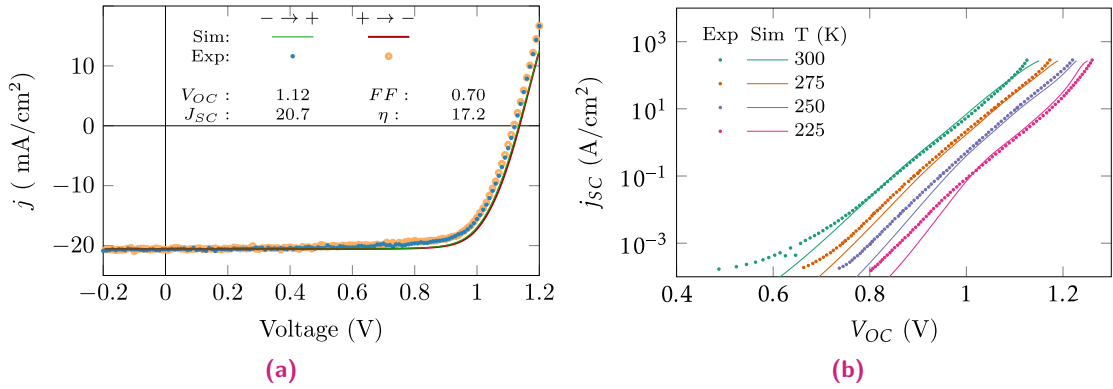 − → + + → −
Sim:
Exp:
V_OC : 1.12 FF : 0.70
J_SC : 20.7 η : 17.2
10
0
−10
−20
−0.2 0 0.2 0.4 0.6 0.8 1 1.2
j ( mA/cm²)
Voltage (V)
(a)
Exp Sim T (K)
300
275
250
225
10³
10¹
10⁻¹
10⁻³
0.4 0.6 0.8 1 1.2
j_SC (A/cm²)
V_OC (V)
(b)